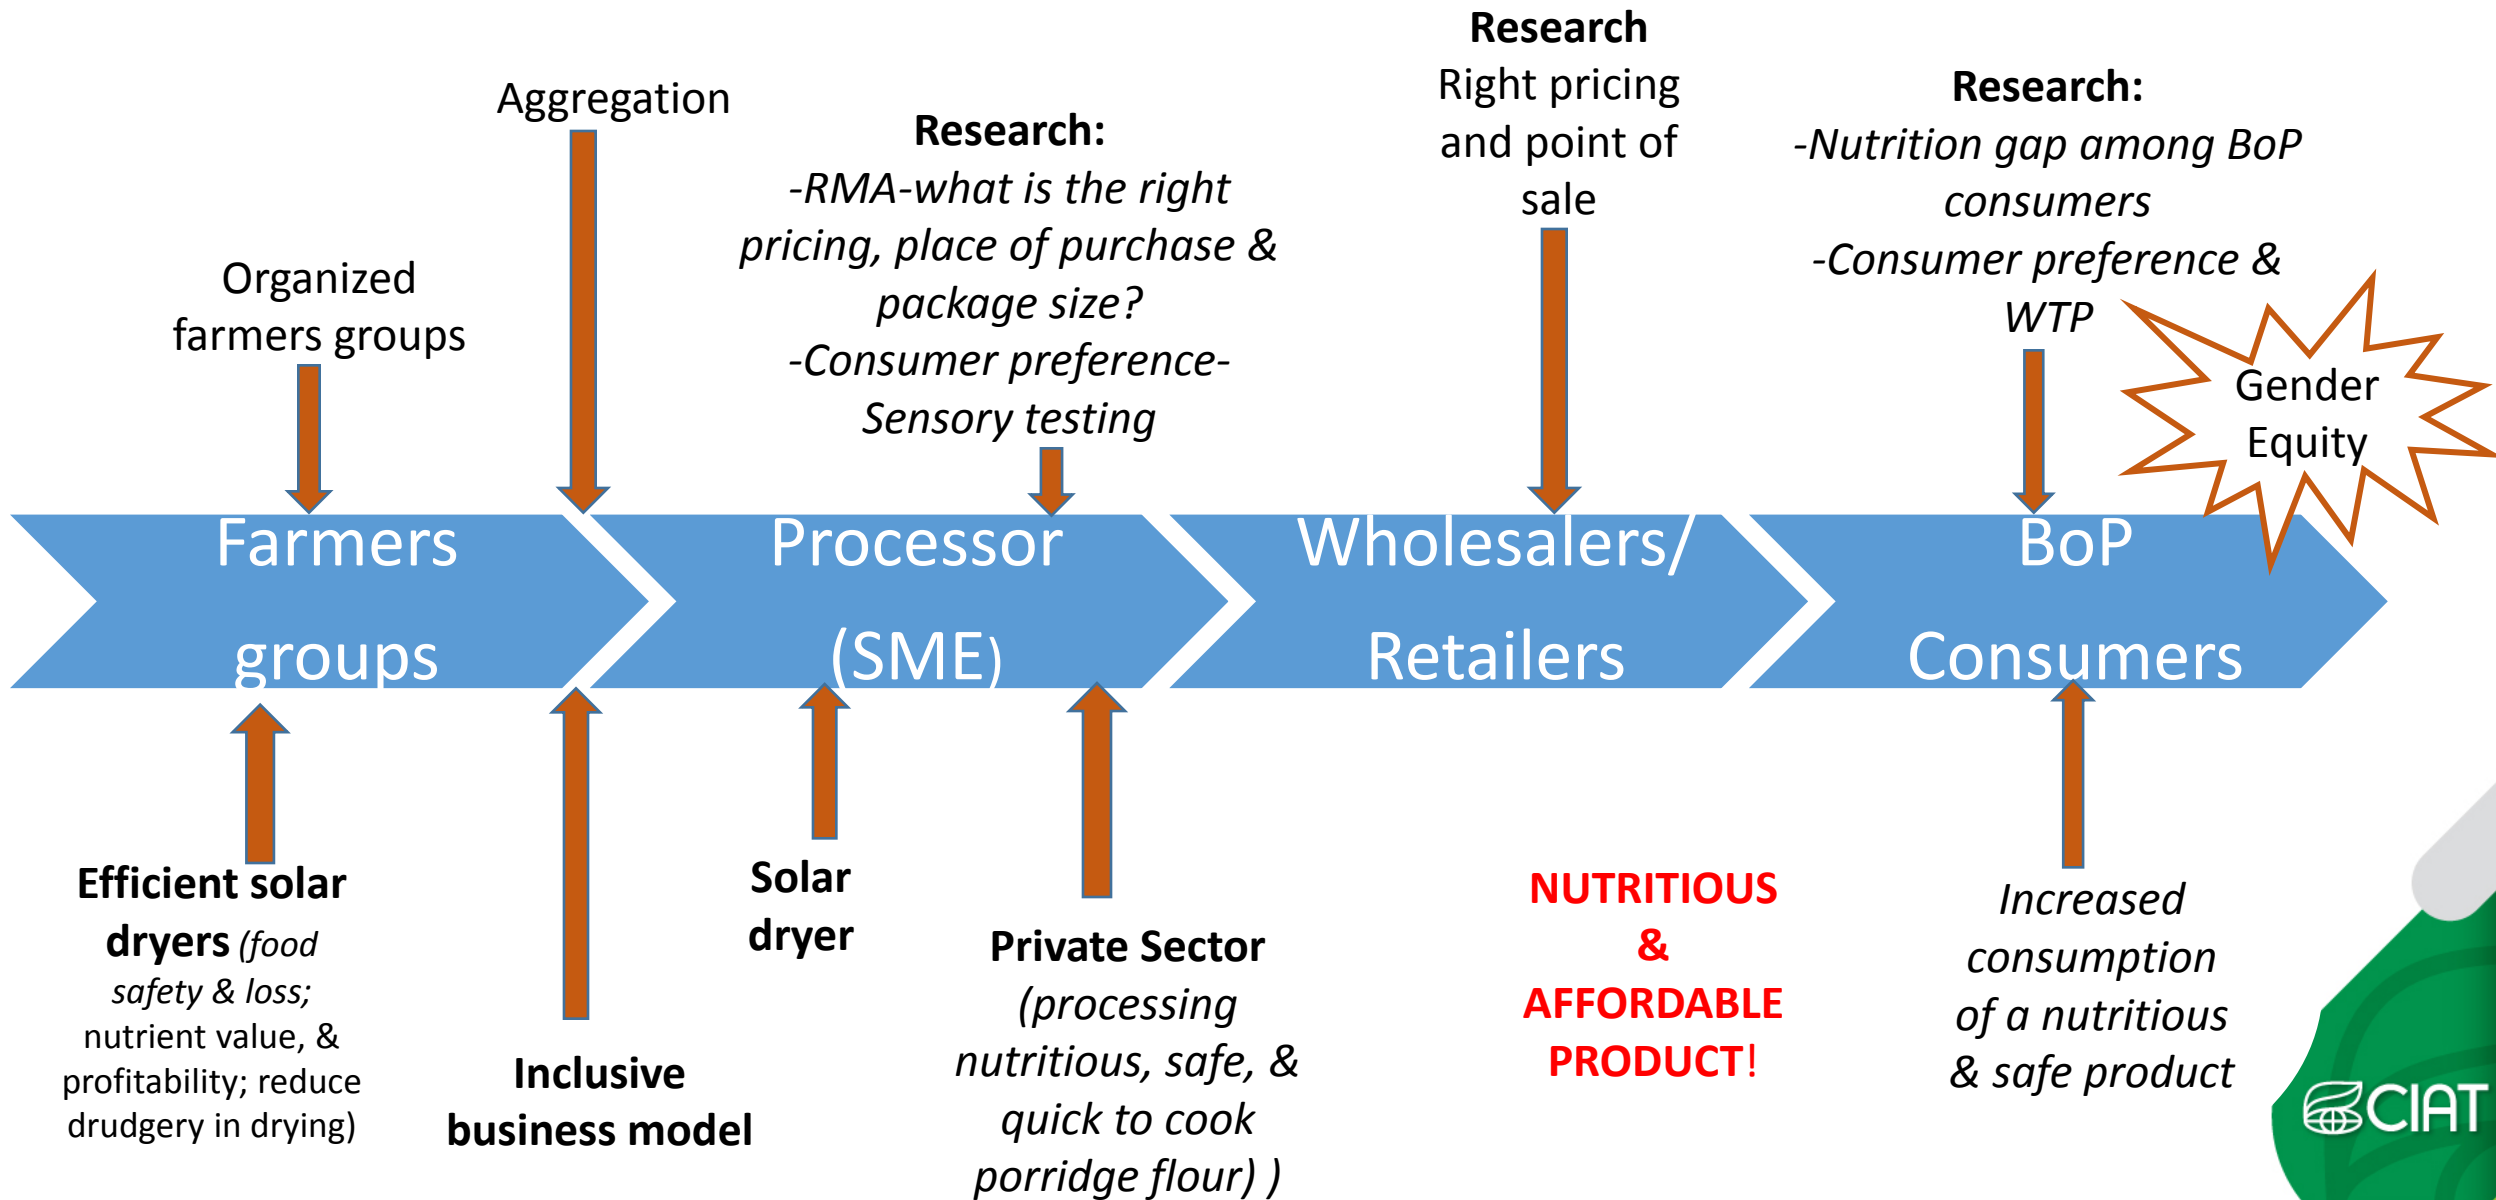 Organized
farmers groups
Aggregation
Research:
-RMA-what is the right
pricing, place of purchase &
package size?
-Consumer preference-
Sensory testing
Research
Right pricing
and point of
sale
Research:
-Nutrition gap among BoP
consumers
-Consumer preference &
WTP
Gender
Equity
Farmers
groups
Processor
(SME)
Wholesalers/
Retailers
BoP
Consumers
Efficient solar
dryers (food
safety & loss;
nutrient value, &
profitability; reduce
drudgery in drying)
Inclusive
business model
Solar
dryer
Private Sector
(processing
nutritious, safe, &
quick to cook
porridge flour) )
NUTRITIOUS
&
AFFORDABLE
PRODUCT!
Increased
consumption
of a nutritious
& safe product
CIAT